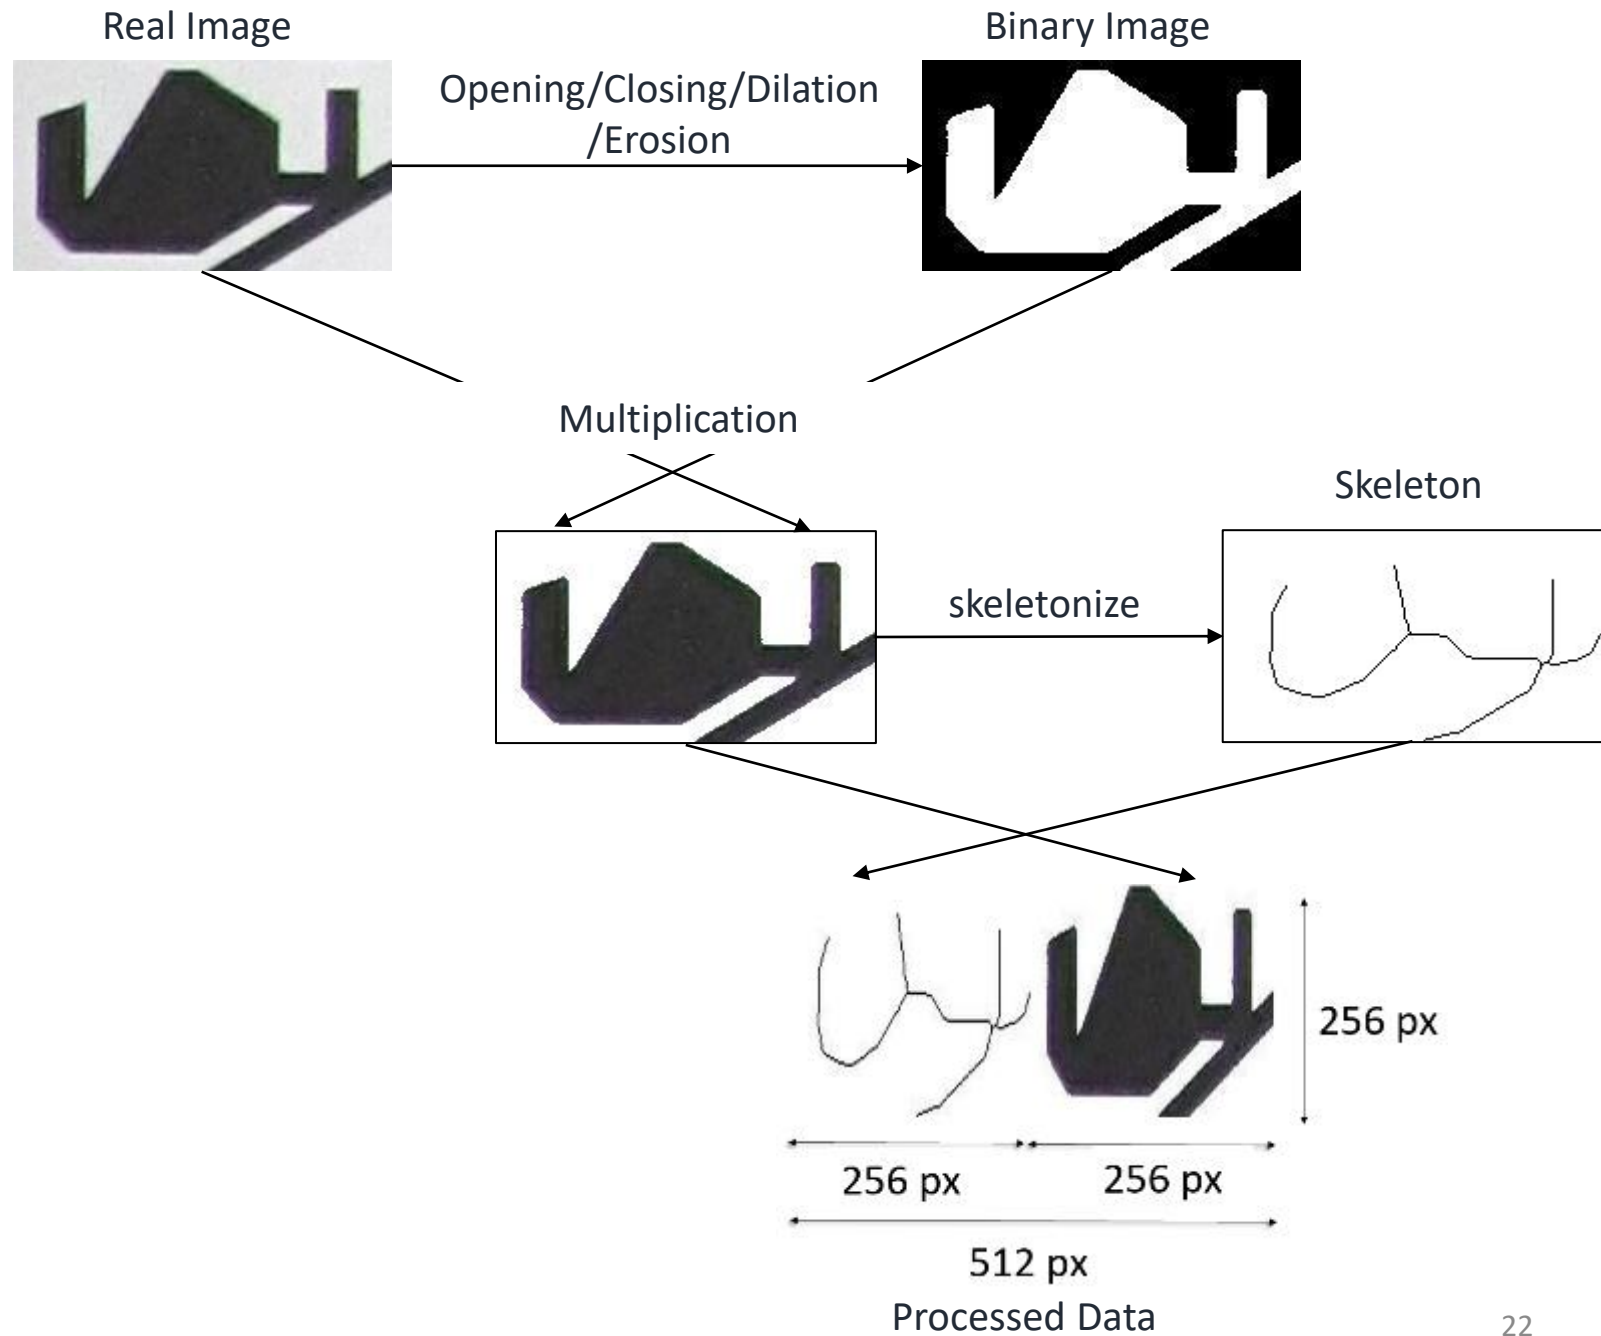 Real Image
Binary Image
Opening/Closing/Dilation
/Erosion
Multiplication
Skeleton
skeletonize
256 px
256 px
256 px
512 px
Processed Data
22